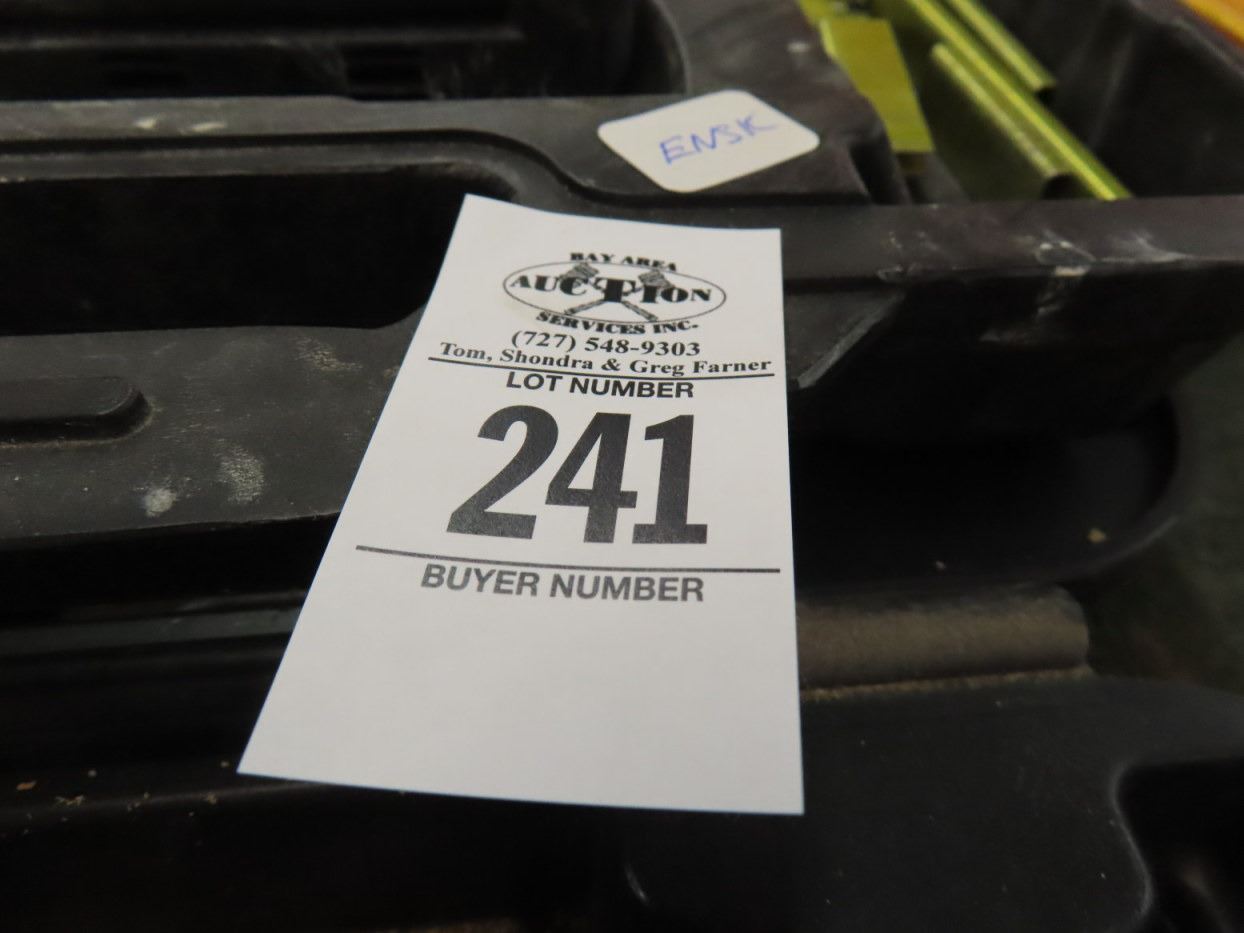 ENSK
BAY AREA
AUCTION
SERVICES INC.
(727) 548-9303
Tom, Shondra & Greg Farner
LOT NUMBER
241
BUYER NUMBER